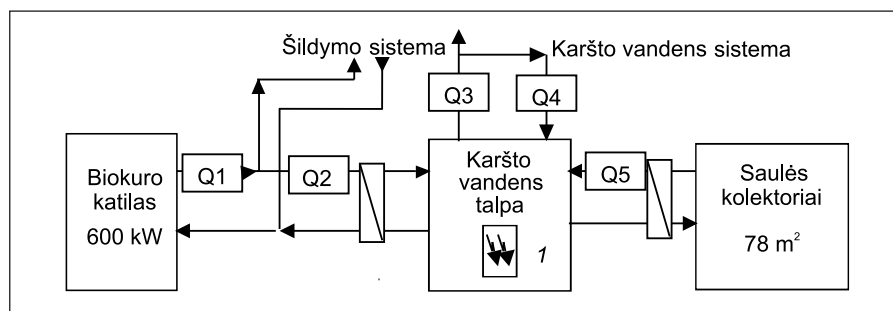 Šildymo sistema
Karšto vandens sistema
Q3
Q4
Biokuro
katilas
600 kW
Q1
Q2
Karšto
vandens
talpa
1
Q5
Saulės
kolektoriai
78 m²